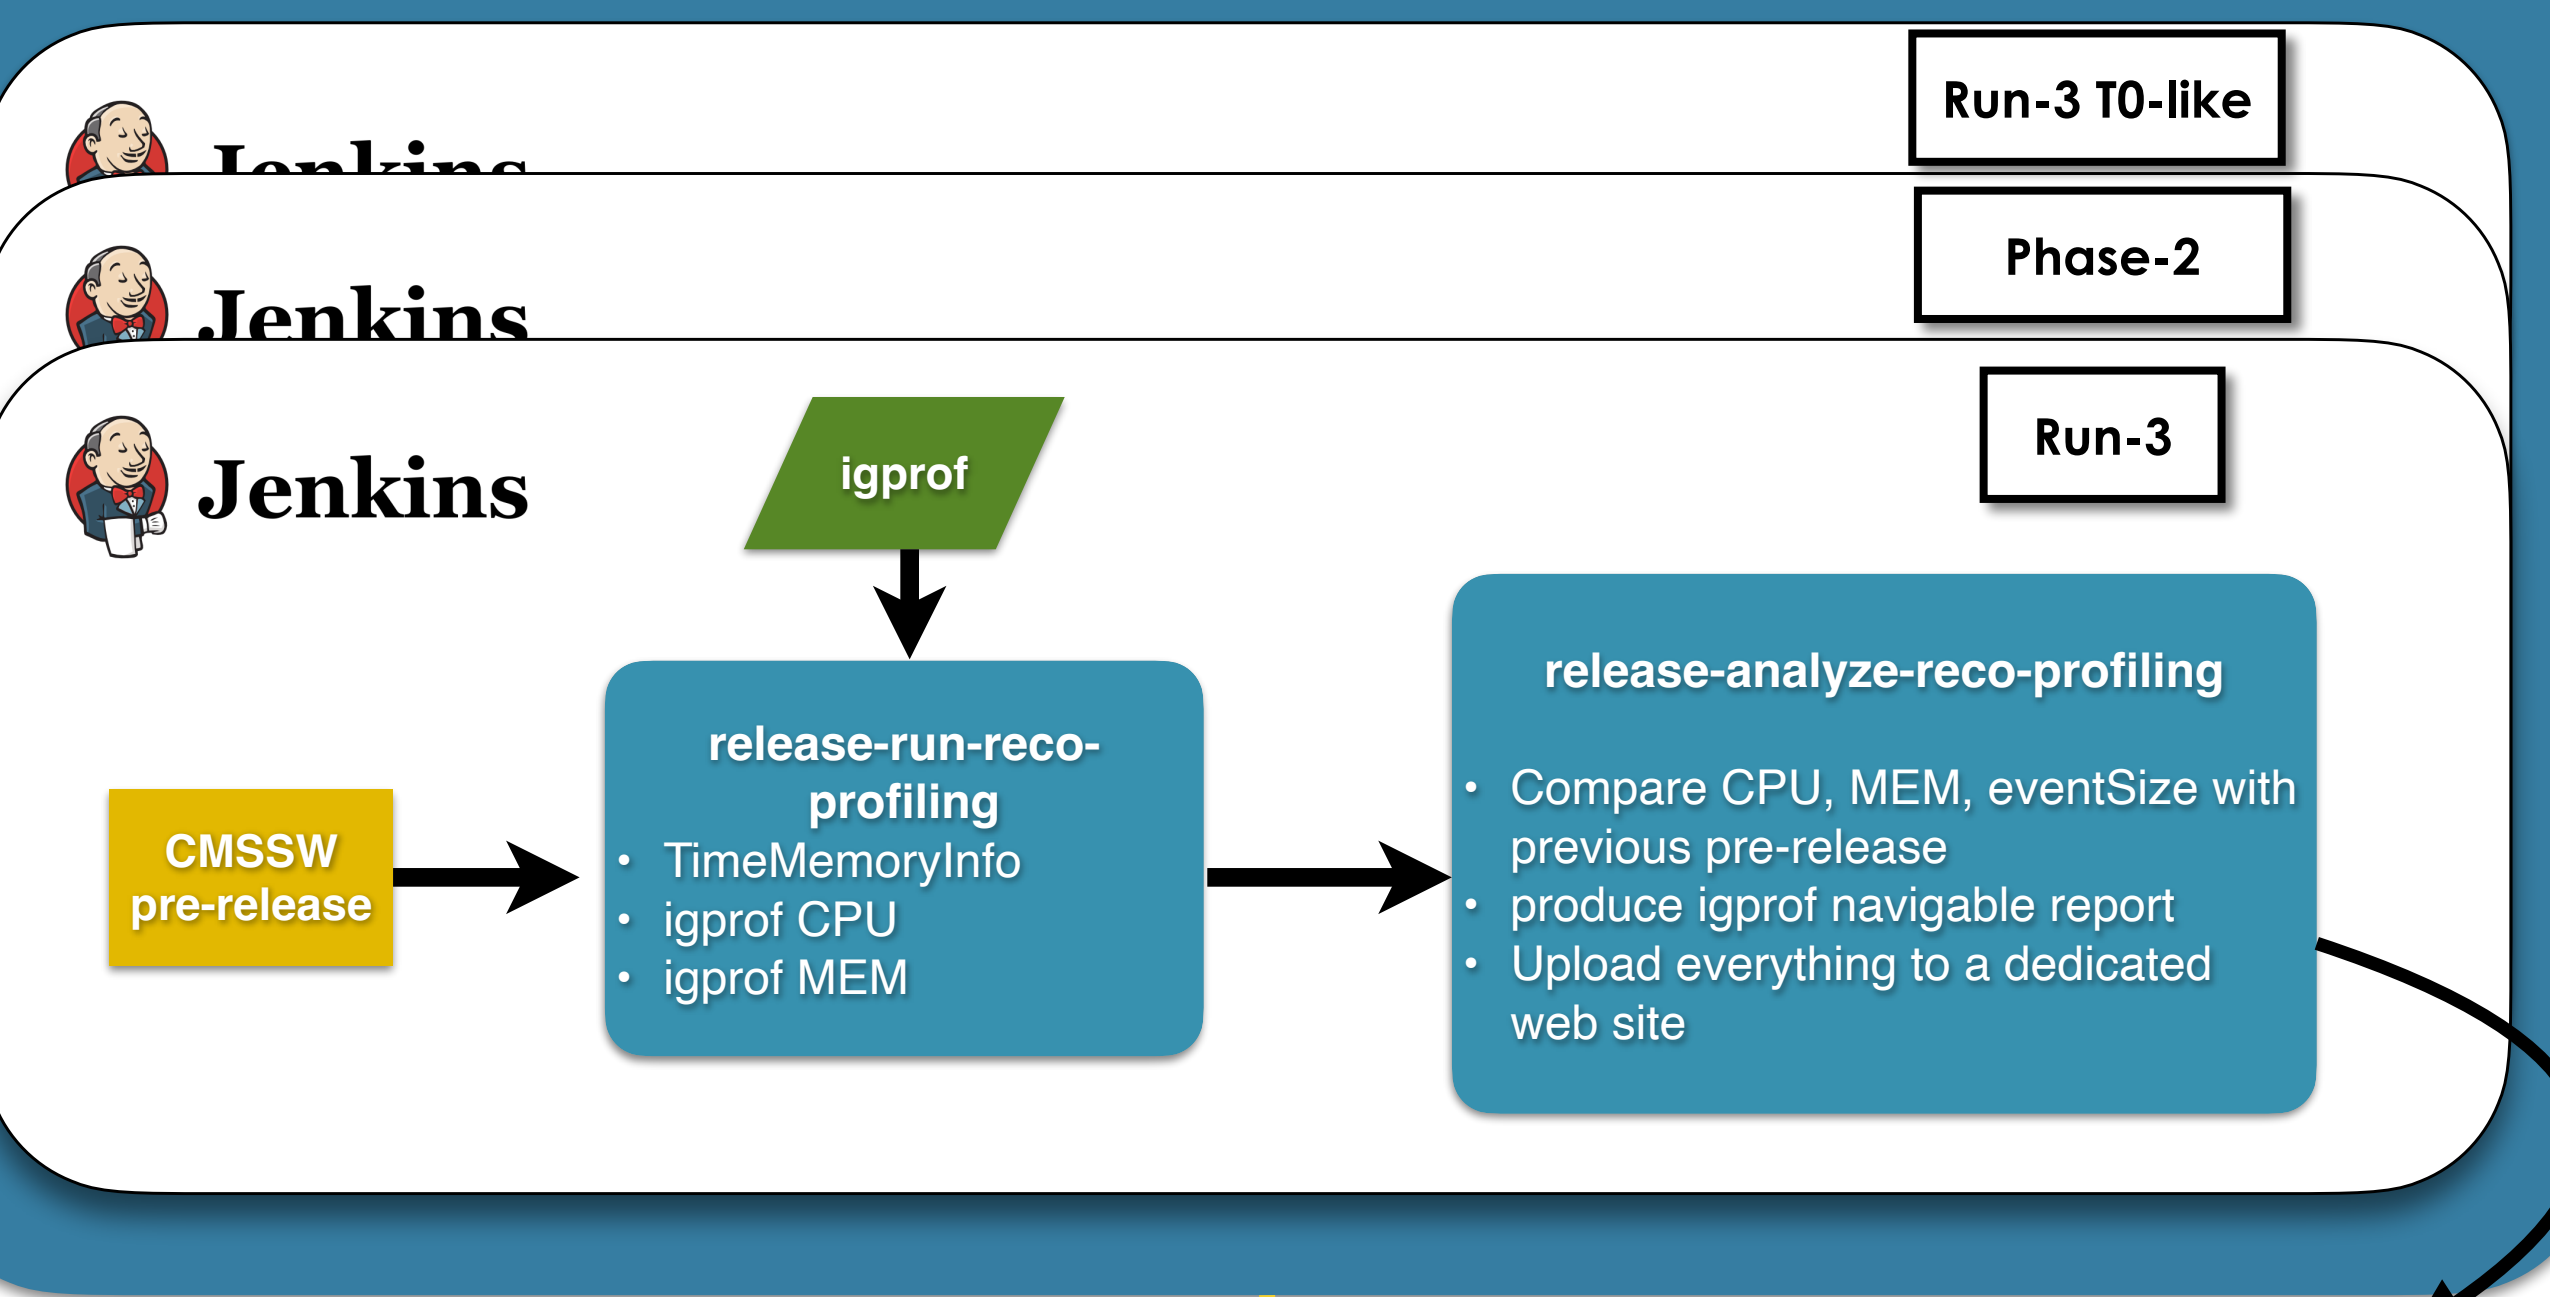 Run-3 T0-like
Jenkins
Phase-2
Jenkins
Run-3
Jenkins
igprof
CMSSW
pre-release
release-run-reco-
profiling
• TimeMemoryInfo
• igprof CPU
• igprof MEM
release-analyze-reco-profiling
• Compare CPU, MEM, eventSize with
previous pre-release
• produce igprof navigable report
• Upload everything to a dedicated
web site